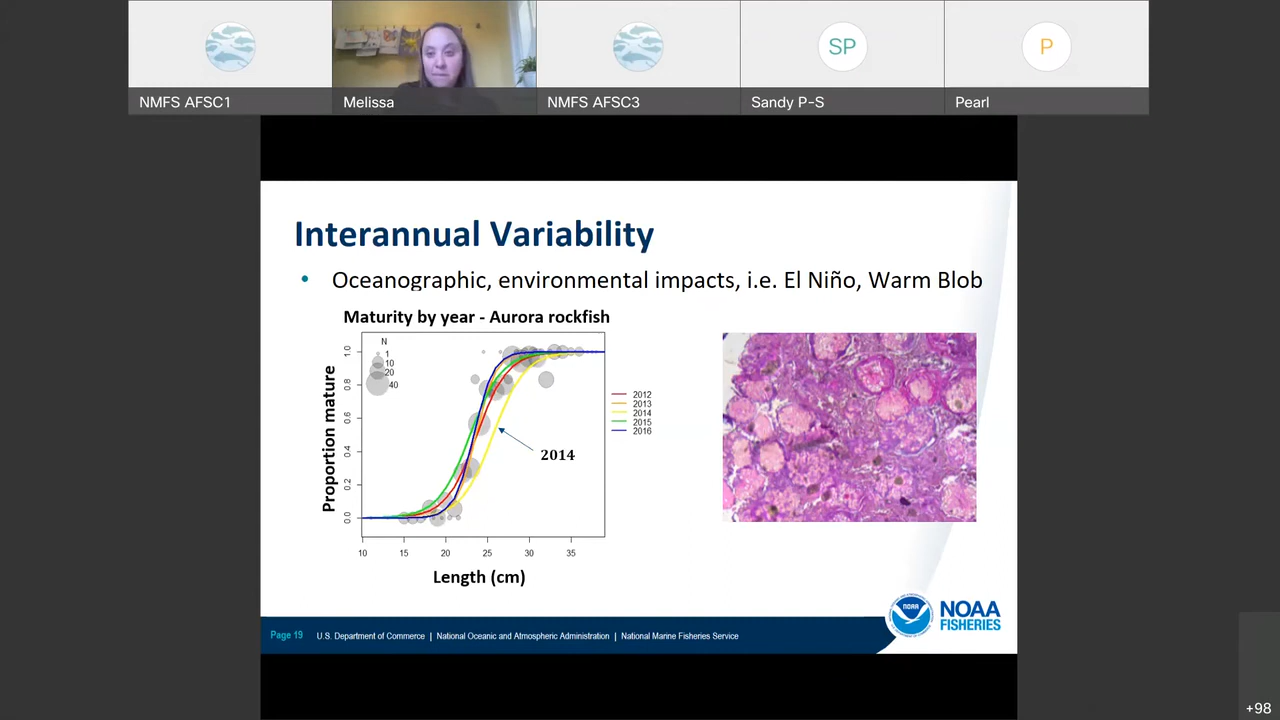 SP
P
NMFS AFSC1
Melissa
NMFS AFSC3
Sandy P-S
Pearl
Interannual Variability
• Oceanographic, environmental impacts, i.e. El Niño, Warm Blob
Maturity by year - Aurora rockfish
N
1
10
20
40
1.0
0.8
0.6
0.4
0.2
0.0
Proportion mature
2012
2013
2014
2015
2016
2014
10 15 20 25 30 35
Length (cm)
NOAA
NOAA
FISHERIES
Page 19 U.S. Department of Commerce | National Oceanic and Atmospheric Administration | National Marine Fisheries Service
+98